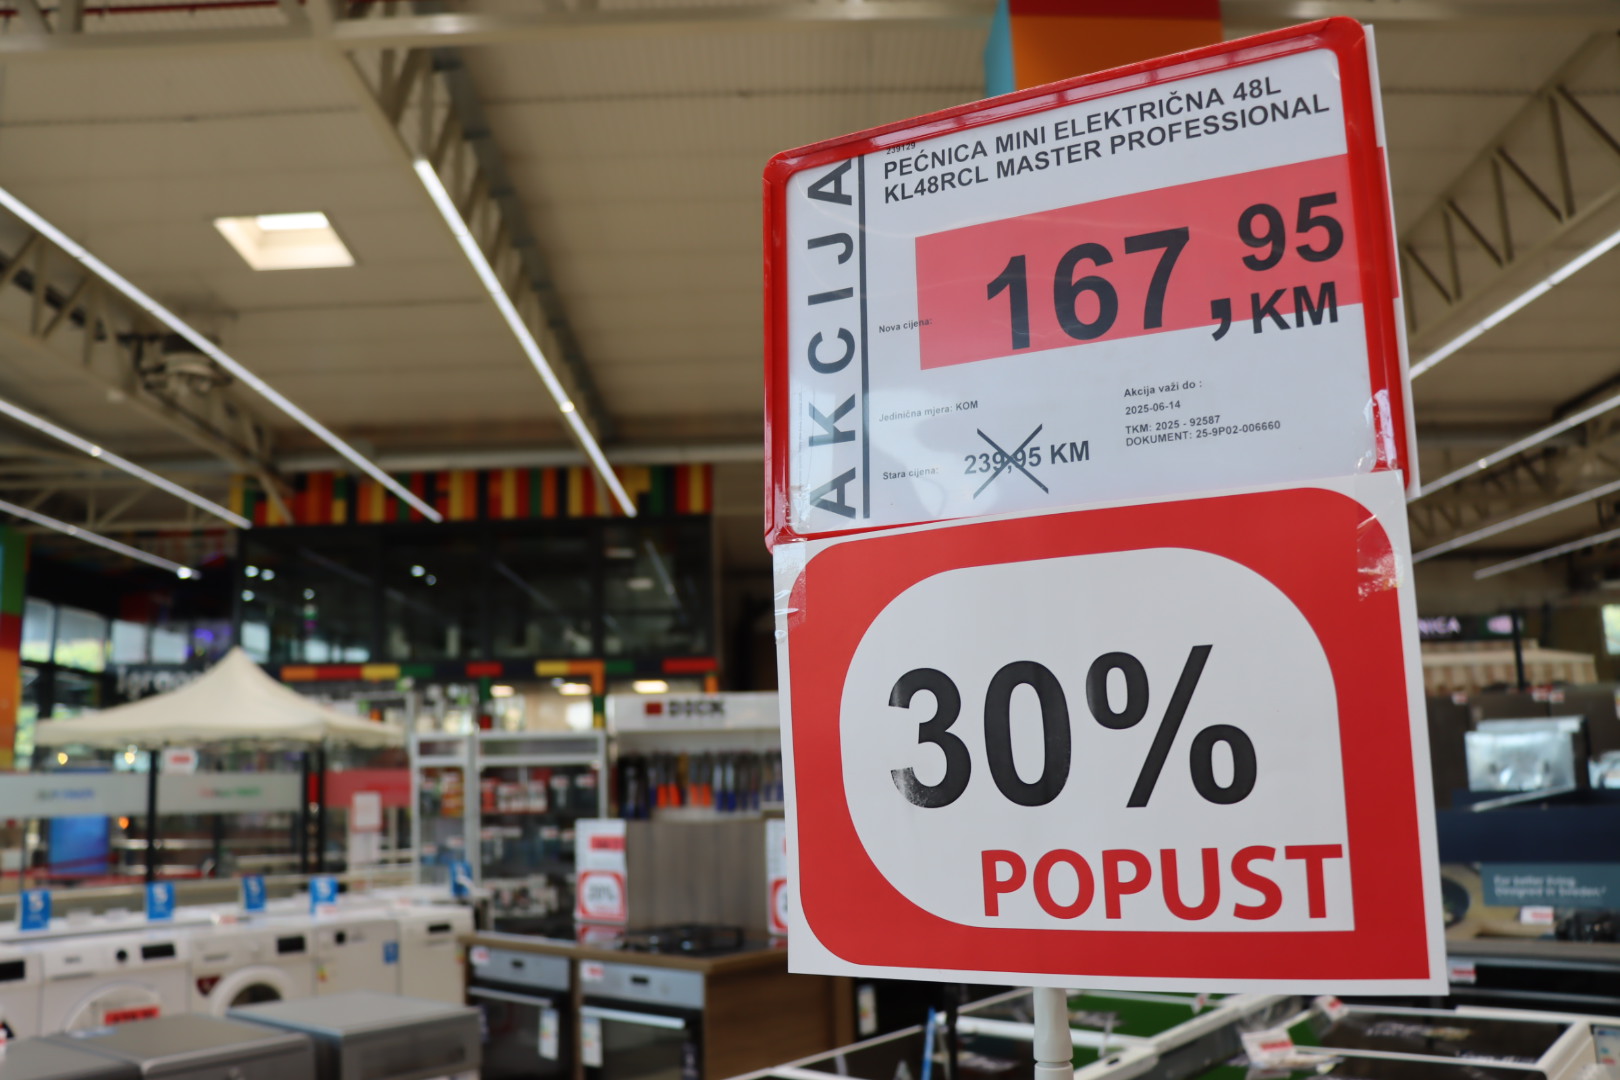 239129
PEĆNICA MINI ELEKTRIČNA 48L
KL48RCL MASTER PROFESSIONAL
AKCIJA
Nova cijena:
167,95 KM
Jedinična mjera: KOM
Stara cijena:
239,95 KM
Akcija važi do :
2025-06-14
TKM: 2025 - 92587
DOKUMENT: 25-9P02-006660
30%
POPUST
DICK